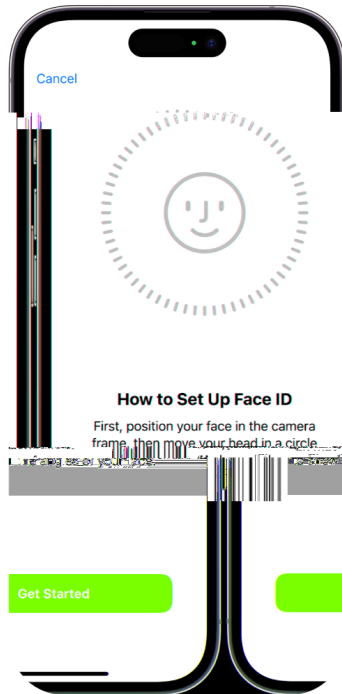 Cancel
How to Set Up Face ID
First, position your face in the camera
frame, then move your head in a circle
Get Started